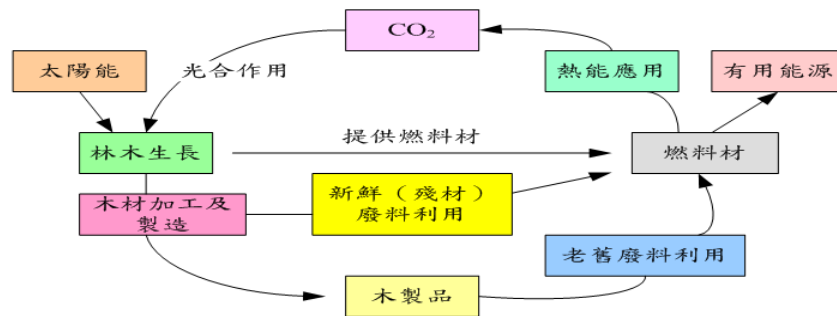 CO₂
太陽能
光合作用
熱能應用
有用能源
提供燃料材
林木生長
燃料材
木材加工及
製造
新鮮（殘材）
廢料利用
老舊廢料利用
木製品